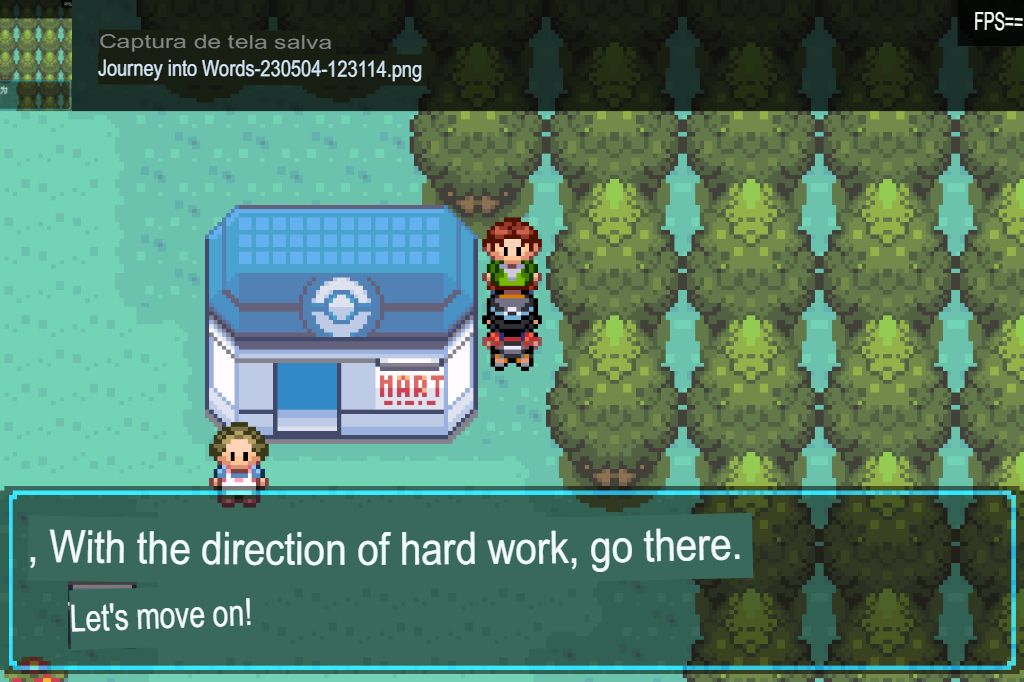 Captura de tela salva
Journey into Words-230504-123114.png
FPS==
MART
, With the direction of hard work, go there.
Let's move on!